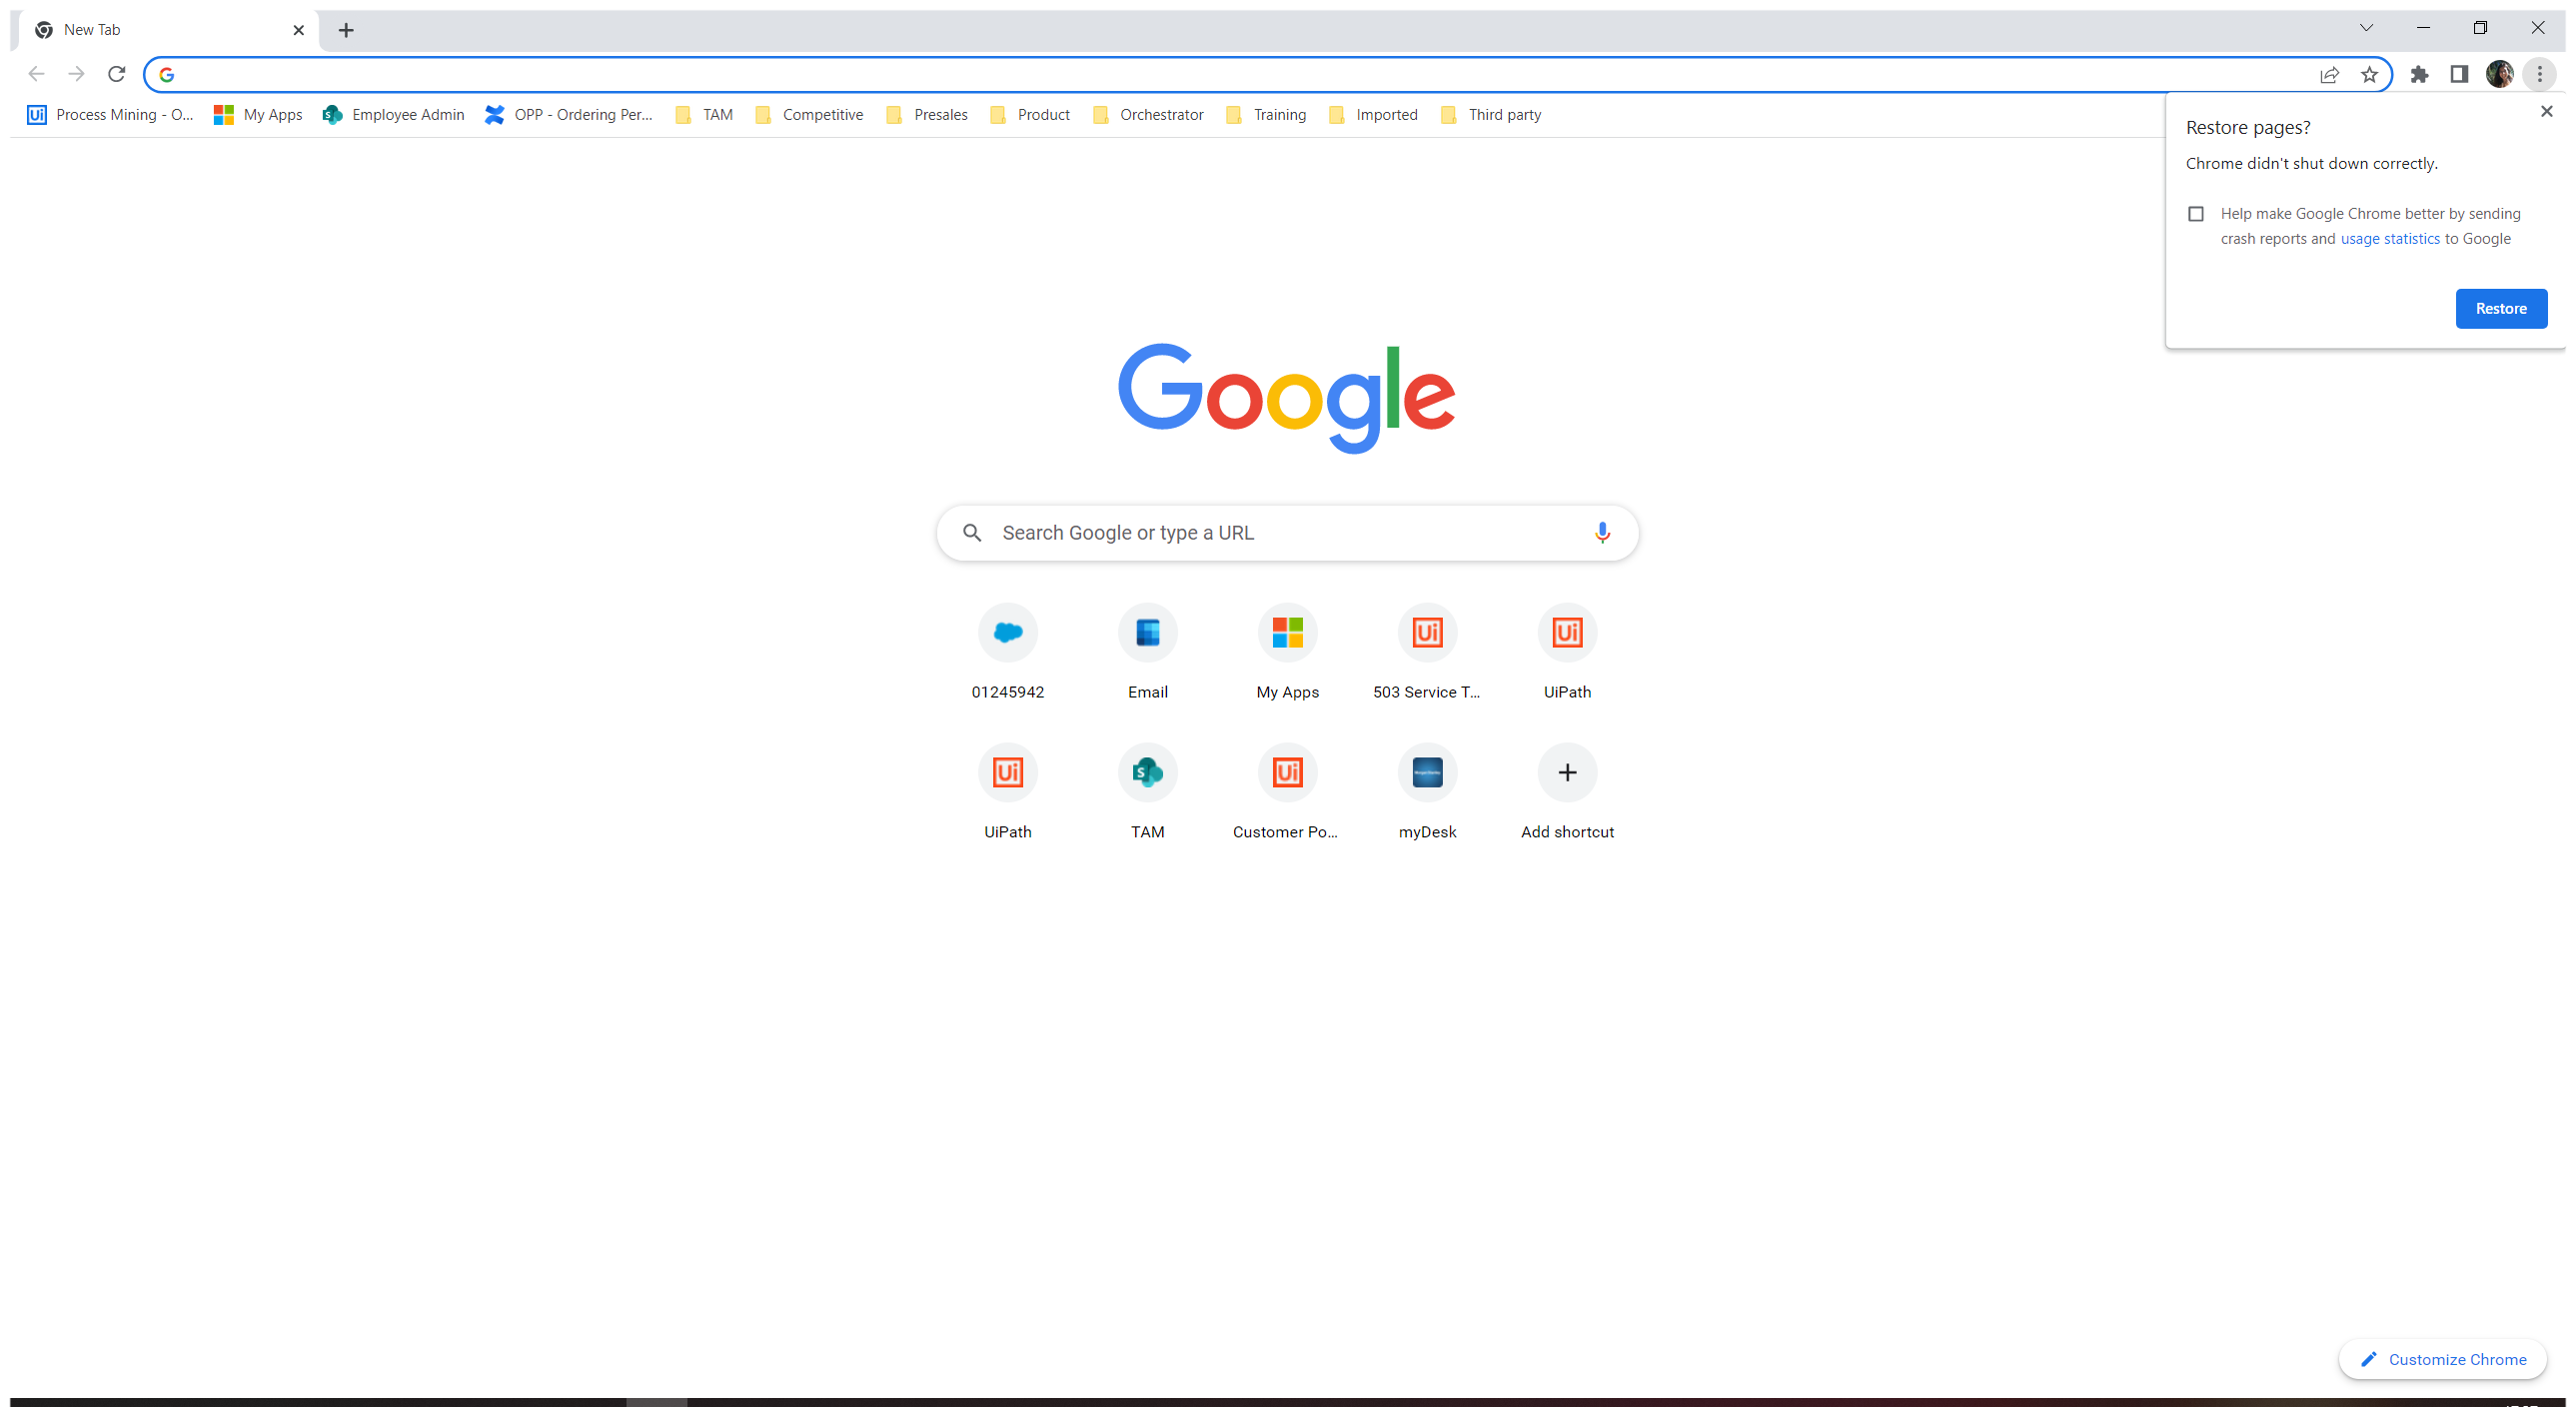 New Tab
Process Mining - O...
My Apps
Employee Admin
OPP - Ordering Per...
TAM
Competitive
Presales
Product
Orchestrator
Training
Imported
Third party
Restore pages?
Chrome didn't shut down correctly.
Help make Google Chrome better by sending
crash reports and usage statistics to Google
Restore
Google
Search Google or type a URL
01245942
Email
My Apps
503 Service T...
UiPath
UiPath
TAM
Customer Po...
myDesk
Add shortcut
Customize Chrome